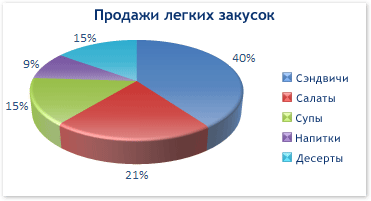 Продажи легких закусок
15%
40%
9%
15%
21%
Сэндвичи
Салаты
Супы
Напитки
Десерты